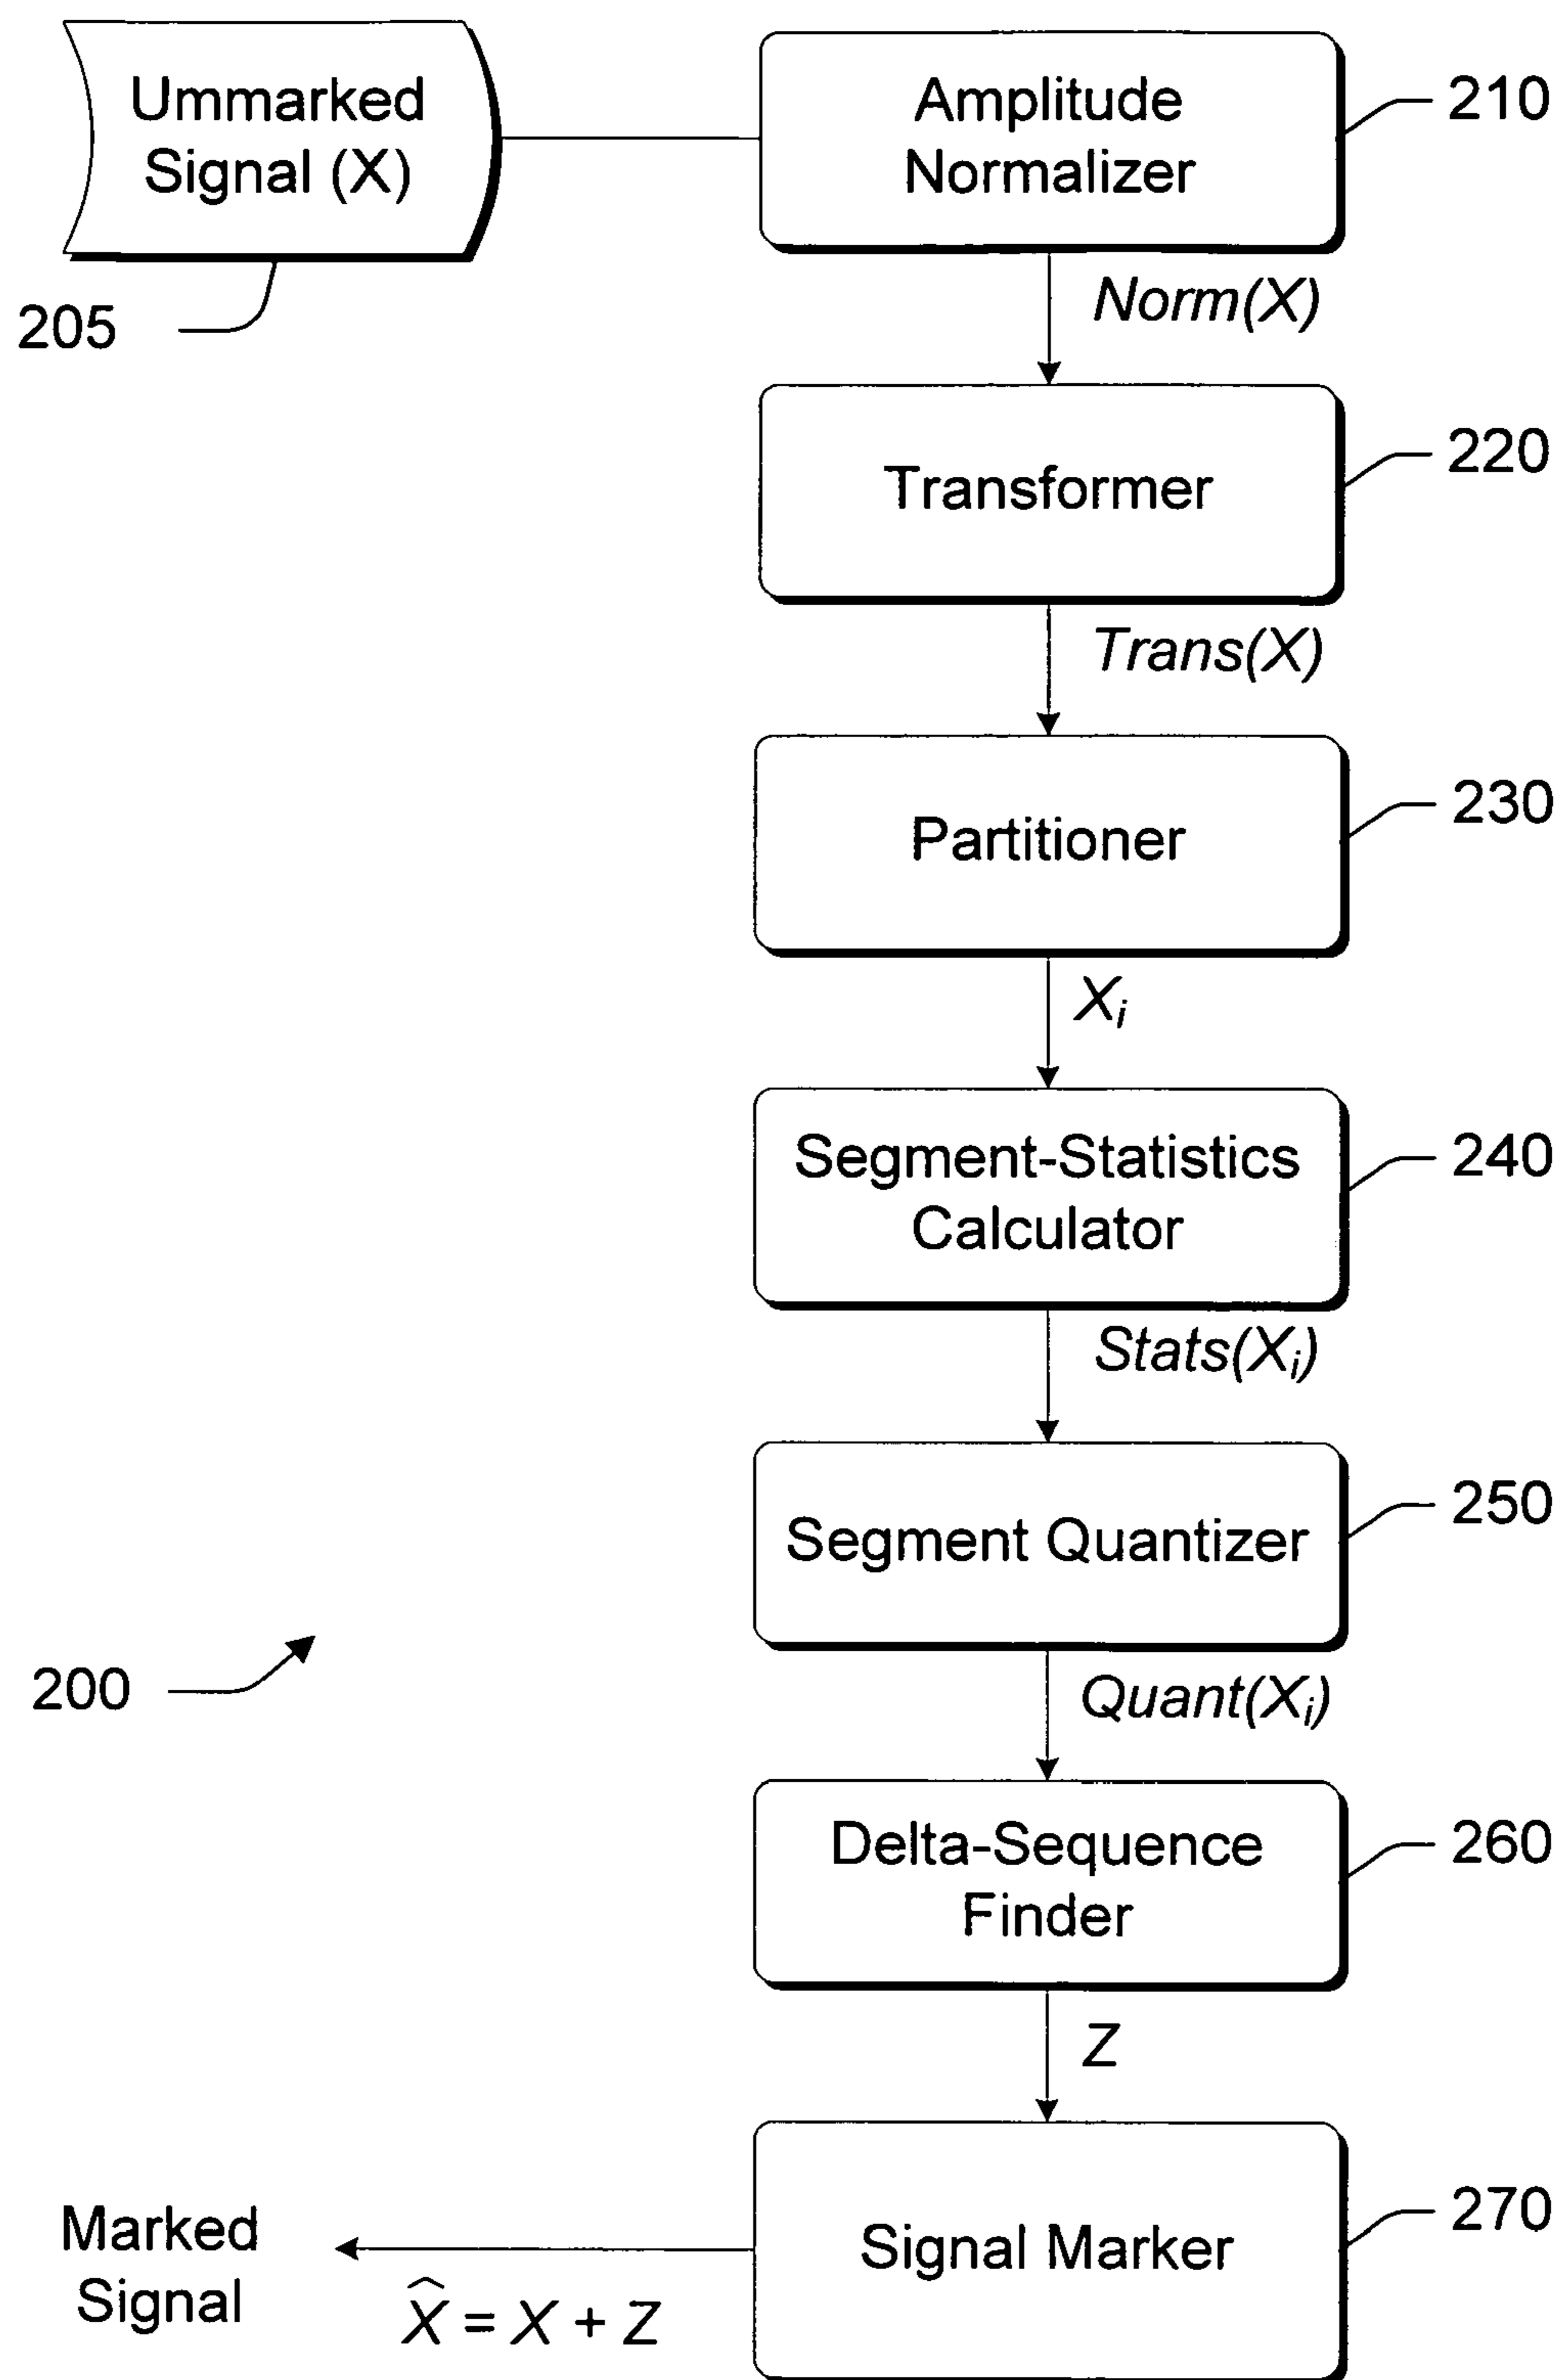 Ummarked
Signal (X)
205
Amplitude
Normalizer
210
Norm(X)
Transformer
220
Trans(X)
Partitioner
230
Xi
Segment-Statistics
Calculator
240
Stats(Xi)
Segment Quantizer
250
200
Quant(Xi)
Delta-Sequence
Finder
260
Z
Signal Marker
270
Marked
Signal
X̂ = X + Z